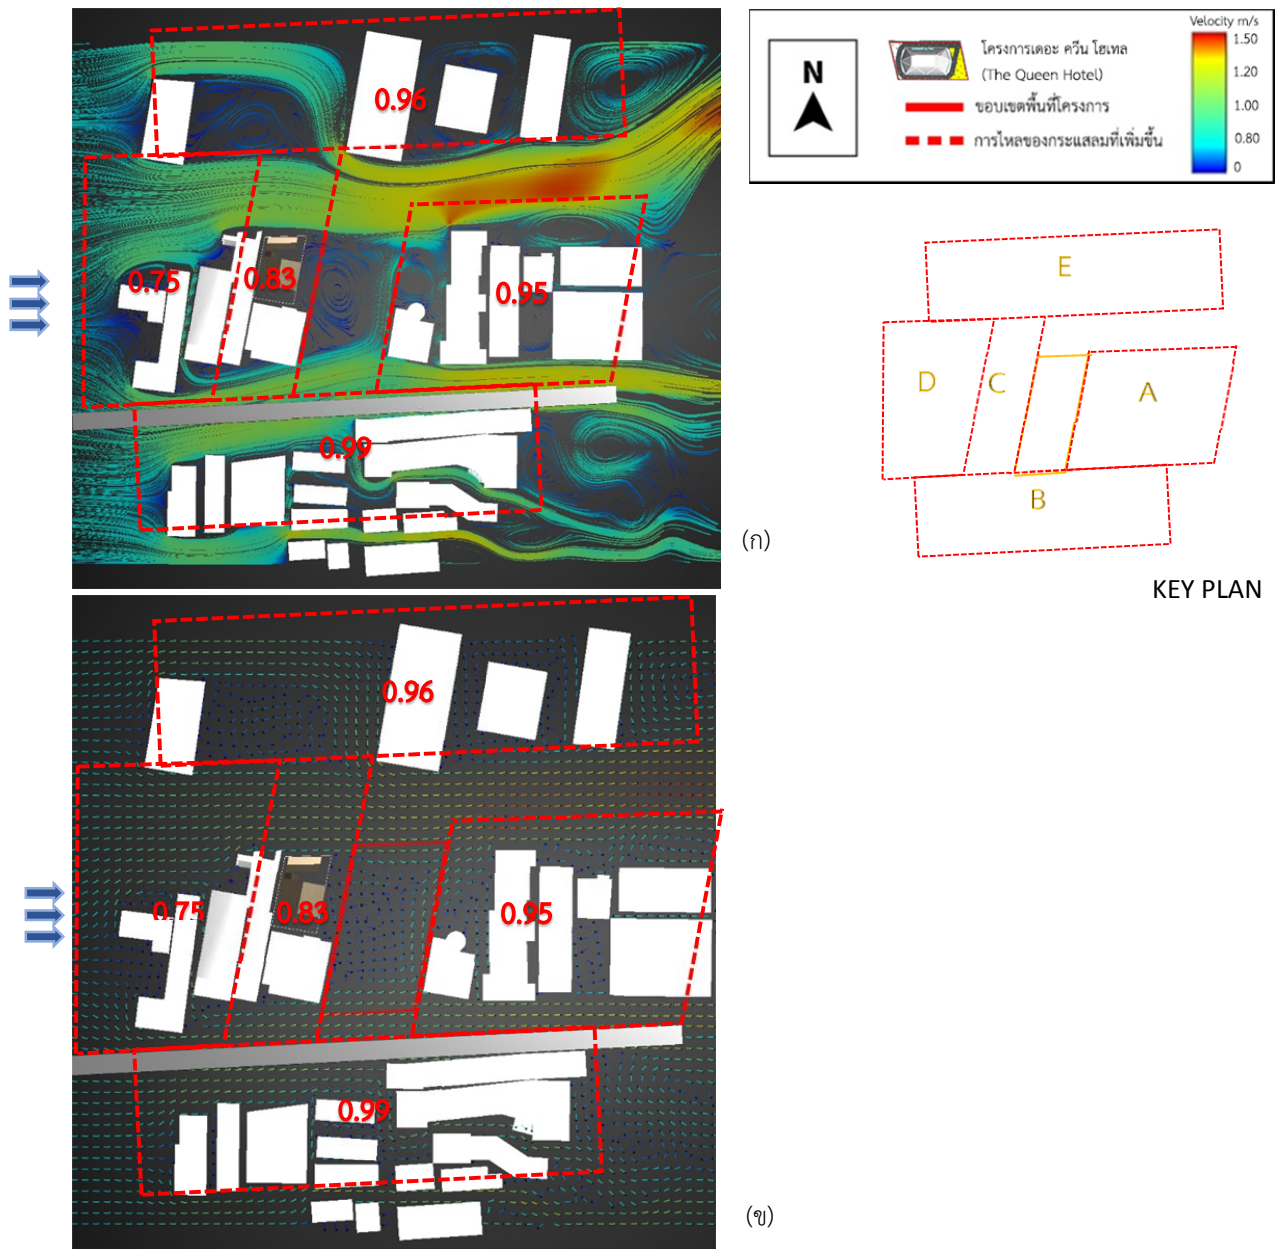 0.96
0.75
0.83
0.95
0.99
N
โครงการเดอะ ควีน โฮเทล
(The Queen Hotel)
ขอบเขตพื้นที่โครงการ
การไหลของกระแสลมที่เพิ่มขึ้น
Velocity m/s
1.50
1.20
1.00
0.80
0
E
D
C
A
B
(ก)
KEY PLAN
0.96
0.75
0.83
0.95
0.99
(ข)